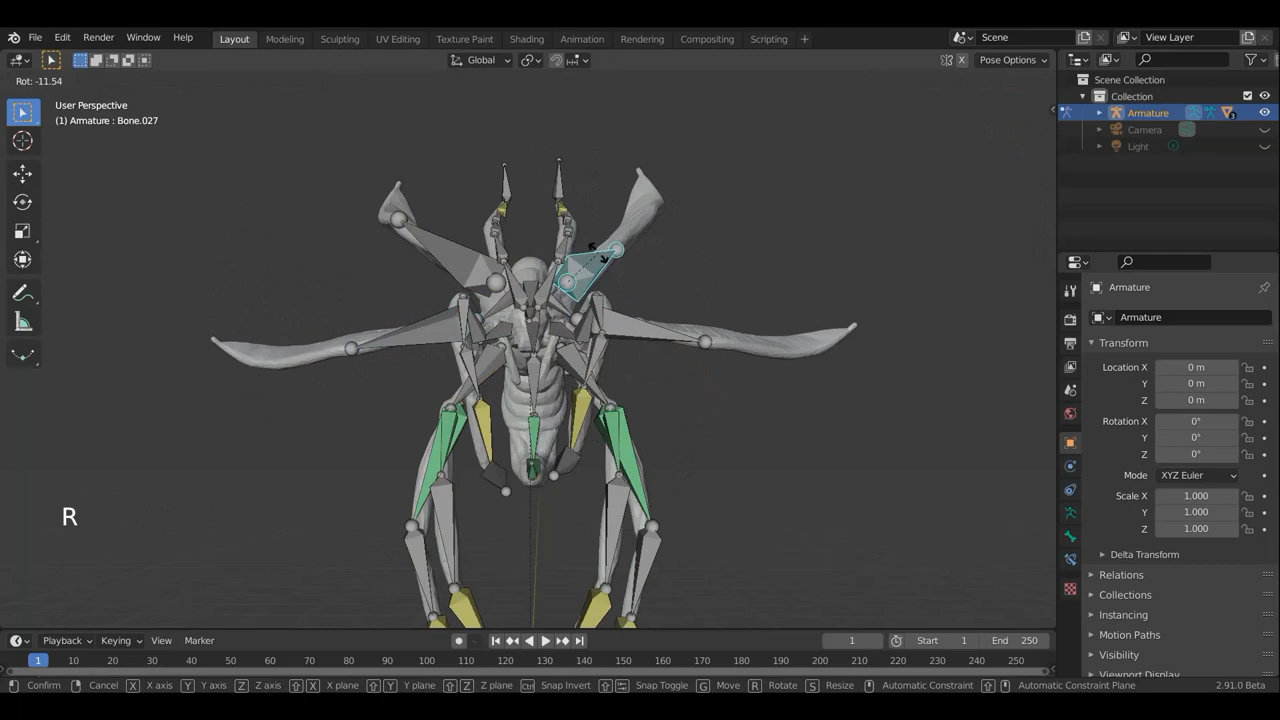 File Edit Render Window Help Layout Modeling Sculpting UV Editing Texture Paint Shading Animation Rendering Compositing Scripting + Scene View Layer
Global X Pose Options
Rot: -11.54
User Perspective
(1) Armature : Bone.027
Scene Collection
Collection
Armature 3
Camera
Light
Armature
Armature
Transform
Location X 0 m
Y 0 m
Z 0 m
Rotation X 0°
Y 0°
Z 0°
Mode XYZ Euler
Scale X 1.000
Y 1.000
Z 1.000
Delta Transform
Relations
Collections
Instancing
Motion Paths
Visibility
Viewport Display
R
Playback Keying View Marker 1 Start 1 End 250
1 10 20 30 40 50 60 70 80 90 100 110 120 130 140 150 160 170 180 190 200 210 220 230 240 250
Confirm Cancel X X axis Y Y axis Z Z axis X X plane Y Y plane Z Z plane Ctrl Snap Invert Snap Toggle G Move R Rotate S Resize Automatic Constraint Automatic Constraint Plane 2.91.0 Beta